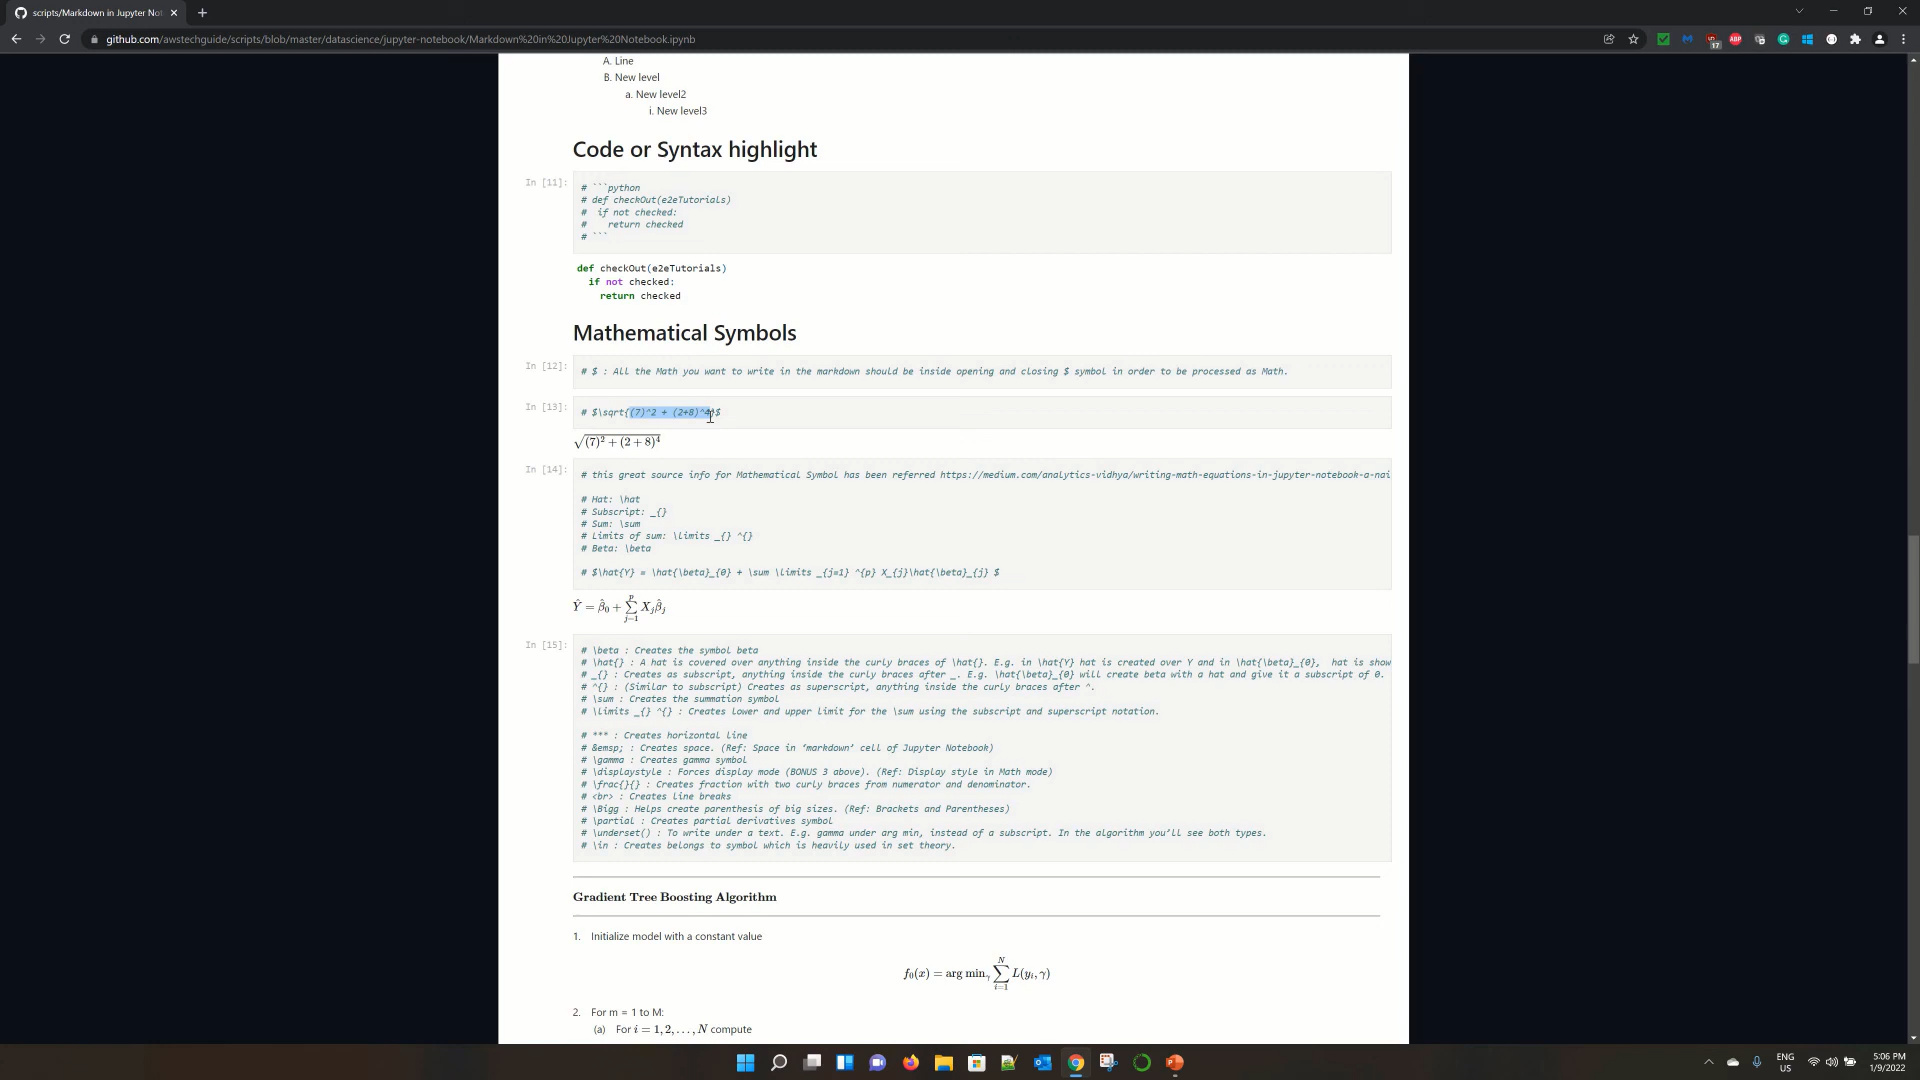 scripts/Markdown in Jupyter Not
github.com/awstechguide/scripts/blob/master/datascience/jupyter-notebook/Markdown%20in%20Jupyter%20Notebook.ipynb
17
ABP
A. Line
B. New level
a. New level2
i. New level3
Code or Syntax highlight
In [11]:
# ```python
# def checkOut(e2eTutorials)
#  if not checked:
#    return checked
# ```
def checkOut(e2eTutorials)
  if not checked:
    return checked
Mathematical Symbols
In [12]:
# $ : All the Math you want to write in the markdown should be inside opening and closing $ symbol in order to be processed as Math.
In [13]:
# $\sqrt{(7)^2 + (2+8)^4}$
√(7)² + (2 + 8)⁴
In [14]:
# this great source info for Mathematical Symbol has been referred https://medium.com/analytics-vidhya/writing-math-equations-in-jupyter-notebook-a-nai
# Hat: \hat
# Subscript: _{}
# Sum: \sum
# Limits of sum: \limits _{} ^{}
# Beta: \beta
# $\hat{Y} = \hat{\beta}_{0} + \sum \limits _{j=1} ^{p} X_{j}\hat{\beta}_{j} $
Ŷ = β̂₀ + ∑ j=1 p Xⱼβ̂ⱼ
In [15]:
# \beta : Creates the symbol beta
# \hat{} : A hat is covered over anything inside the curly braces of \hat{}. E.g. in \hat{Y} hat is created over Y and in \hat{\beta}_{0},  hat is show
# _{} : Creates as subscript, anything inside the curly braces after _. E.g. \hat{\beta}_{0} will create beta with a hat and give it a subscript of 0.
# ^{} : (Similar to subscript) Creates as superscript, anything inside the curly braces after ^.
# \sum : Creates the summation symbol
# \limits _{} ^{} : Creates lower and upper limit for the \sum using the subscript and superscript notation.
# *** : Creates horizontal line
# &emsp; : Creates space. (Ref: Space in ‘markdown’ cell of Jupyter Notebook)
# \gamma : Creates gamma symbol
# \displaystyle : Forces display mode (BONUS 3 above). (Ref: Display style in Math mode)
# \frac{}{} : Creates fraction with two curly braces from numerator and denominator.
# <br> : Creates line breaks
# \Bigg : Helps create parenthesis of big sizes. (Ref: Brackets and Parentheses)
# \partial : Creates partial derivatives symbol
# \underset() : To write under a text. E.g. gamma under arg min, instead of a subscript. In the algorithm you’ll see both types.
# \in : Creates belongs to symbol which is heavily used in set theory.
Gradient Tree Boosting Algorithm
1. Initialize model with a constant value
f₀(x) = arg minᵧ ∑ i=1 N L(yᵢ, γ)
2. For m = 1 to M:
(a) For i = 1, 2, . . . , N compute
ENG
US
5:06 PM
1/9/2022